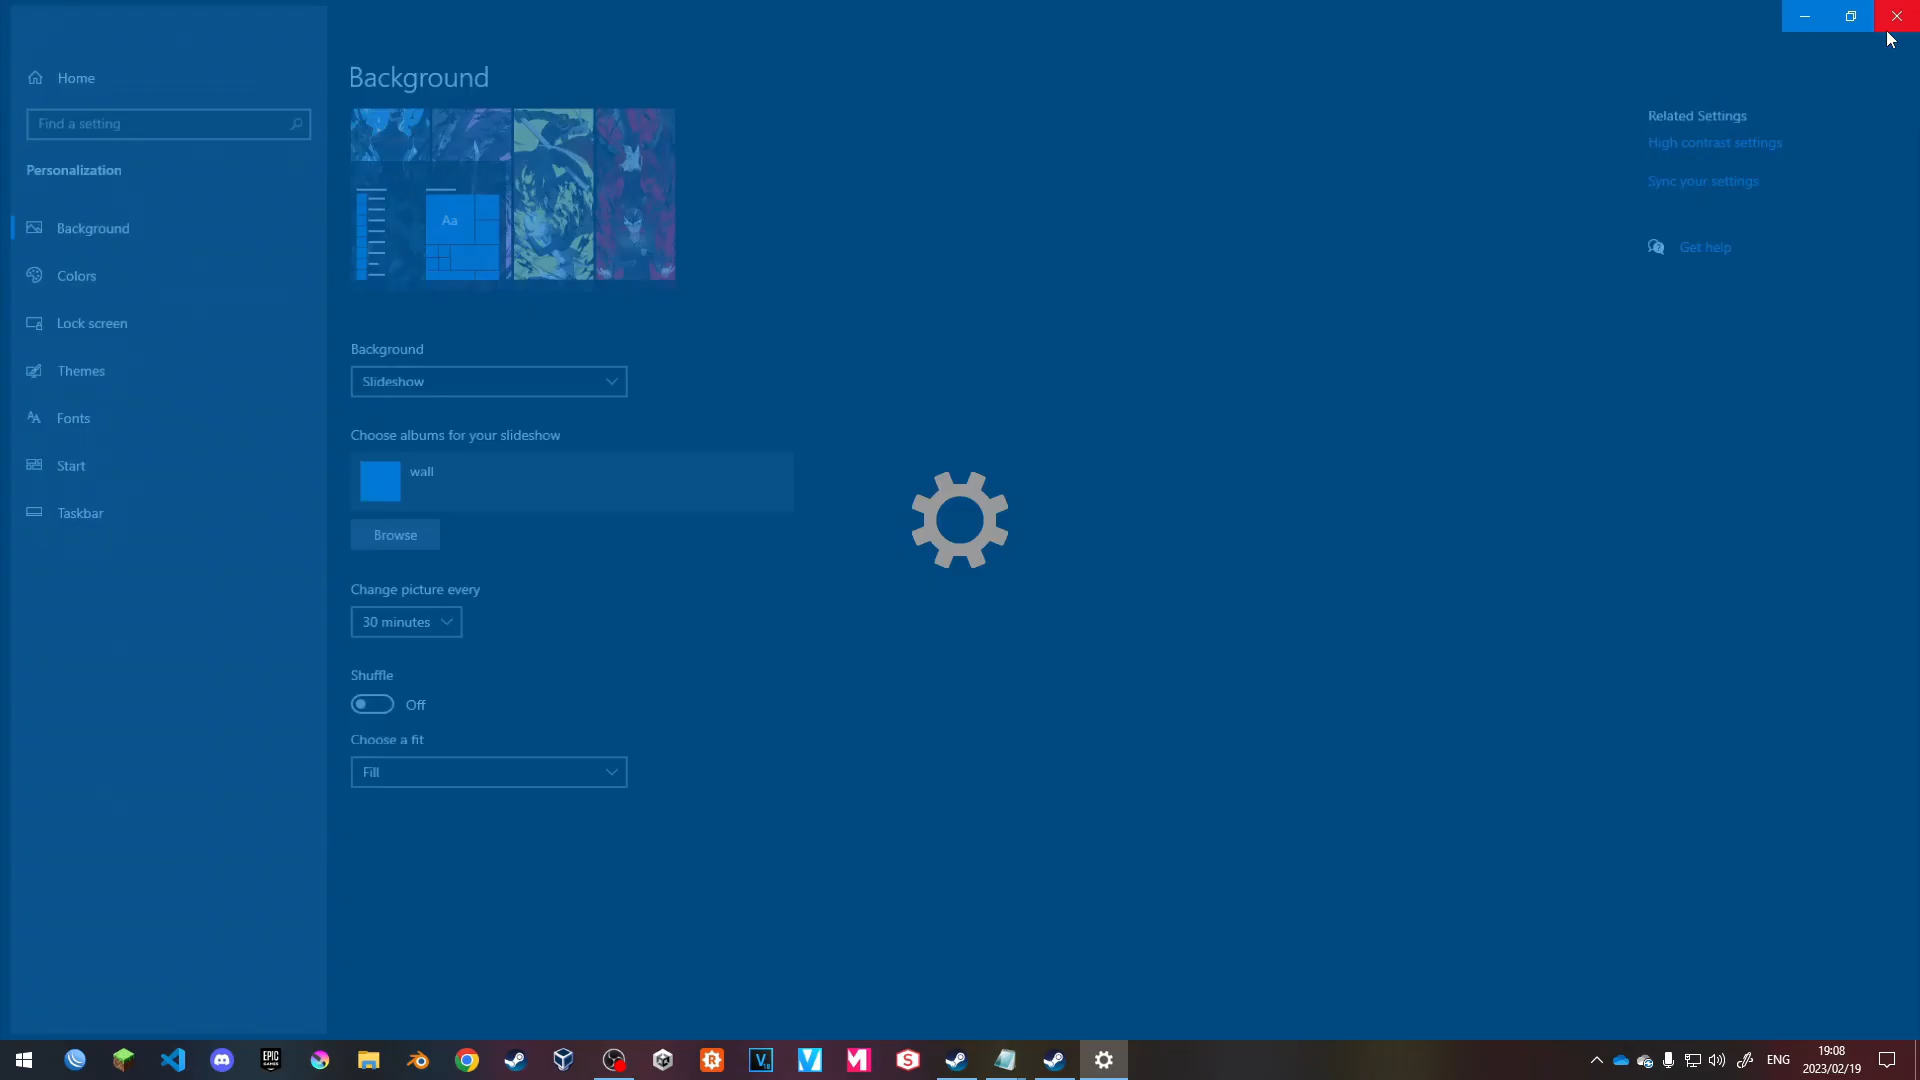 Home
Background
Find a setting
Related Settings
High contrast settings
Personalization
Sync your settings
Aa
Background
Get help
Colors
Lock screen
Background
Themes
Slideshow
Fonts
Choose albums for your slideshow
Start
wall
Taskbar
Browse
Change picture every
30 minutes
Shuffle
Off
Choose a fit
Fill
EPIC
GAMES
ENG
19:08
2023/02/19